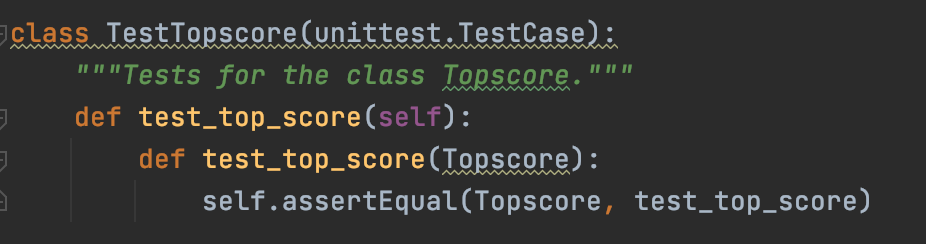 class TestTopscore(unittest.TestCase):
    """Tests for the class Topscore."""
    def test_top_score(self):
        def test_top_score(Topscore):
            self.assertEqual(Topscore, test_top_score)